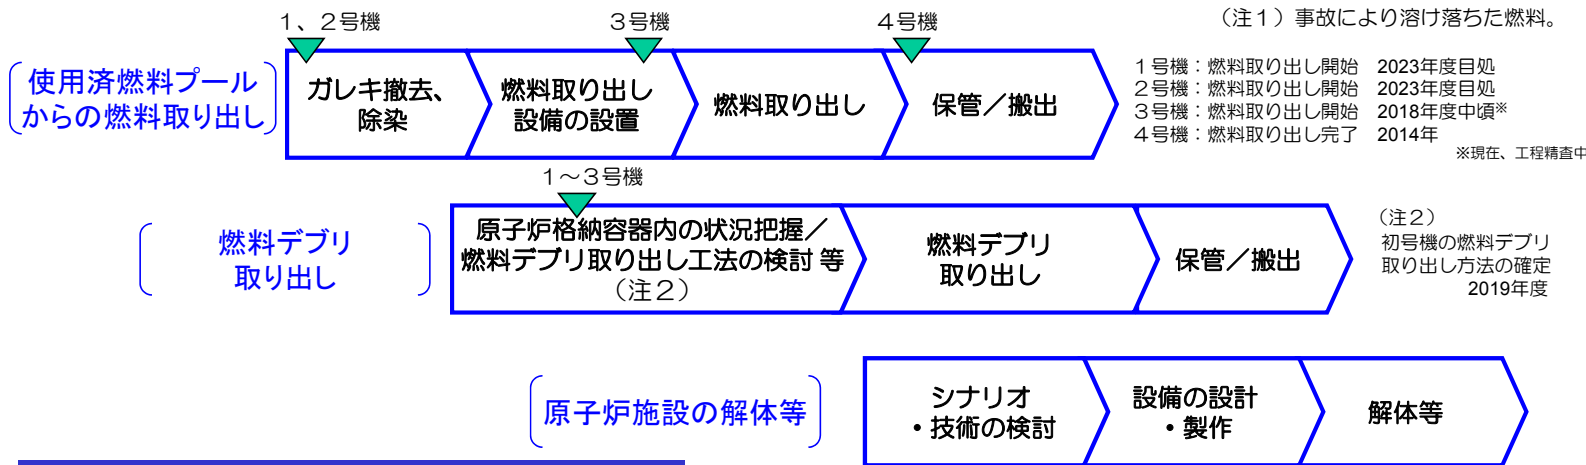 （注１）事故により溶け落ちた燃料。
１、２号機
３号機
４号機
使用済燃料プール
からの燃料取り出し
ガレキ撤去、
除染
燃料取り出し
設備の設置
燃料取り出し
保管／搬出
１号機：燃料取り出し開始　2023年度目処
２号機：燃料取り出し開始　2023年度目処
３号機：燃料取り出し開始　2018年度中頃※
４号機：燃料取り出し完了　2014年
※現在、工程精査中
１～３号機
燃料デブリ
取り出し
原子炉格納容器内の状況把握／
燃料デブリ取り出し工法の検討 等
（注２）
燃料デブリ
取り出し
保管／搬出
（注２）
初号機の燃料デブリ
取り出し方法の確定
2019年度
原子炉施設の解体等
シナリオ
・技術の検討
設備の設計
・製作
解体等